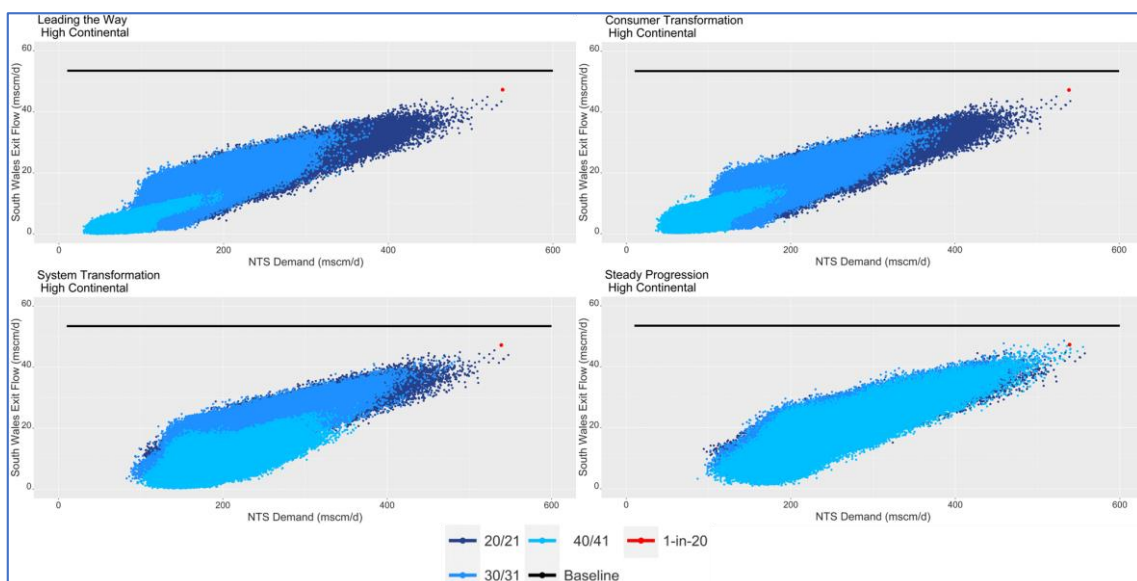 Leading the Way
High Continental
Consumer Transformation
High Continental
South Wales Exit Flow (mscm/d)
60
40
20
0
0
200
400
600
NTS Demand (mscm/d)
South Wales Exit Flow (mscm/d)
60
40
20
0
0
200
400
600
NTS Demand (mscm/d)
System Transformation
High Continental
Steady Progression
High Continental
South Wales Exit Flow (mscm/d)
60
40
20
0
0
200
400
600
NTS Demand (mscm/d)
South Wales Exit Flow (mscm/d)
60
40
20
0
0
200
400
600
NTS Demand (mscm/d)
20/21
40/41
1-in-20
30/31
Baseline